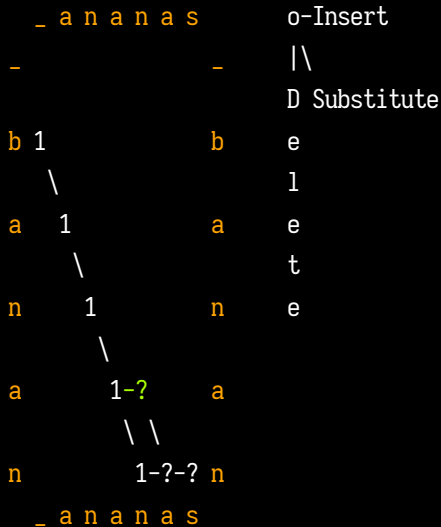 _ a n a n a s o-Insert
_ _ |\
D Substitute
b 1 b e
\ l
a 1 a e
\ t
n 1 n e
\
a 1-? a
\ \
n 1-?-? n
_ a n a n a s